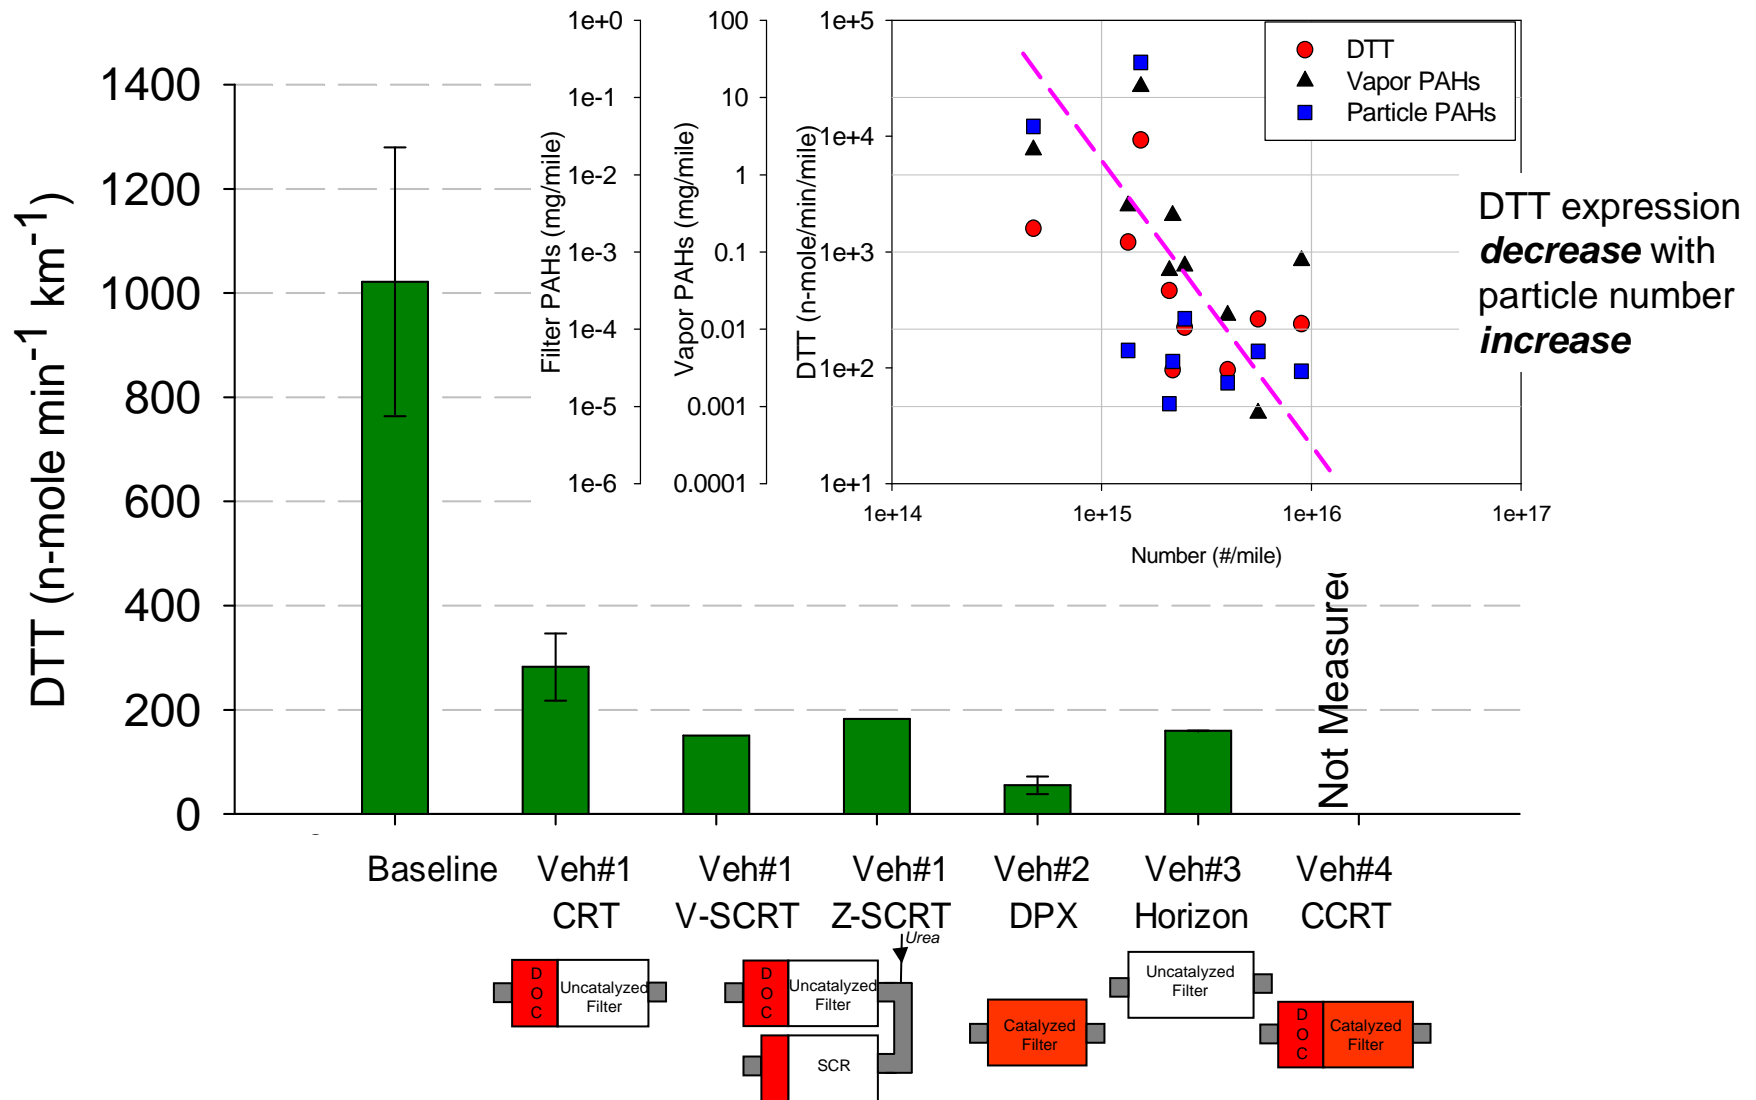 1e+0
1e-1
1e-2
1e-3
1e-4
1e-5
1e-6
Filter PAHs (mg/mile)
100
10
1
0.1
0.01
0.001
0.0001
Vapor PAHs (mg/mile)
1e+5
1e+4
1e+3
1e+2
1e+1
DTT (n-mole/min/mile)
1e+14
1e+15
1e+16
1e+17
Number (#/mile)
DTT
Vapor PAHs
Particle PAHs
DTT expression
decrease with
particle number
increase
1400
1200
1000
800
600
400
200
0
DTT (n-mole min-1 km-1)
Not Measured
Baseline
Veh#1
CRT
Veh#1
V-SCRT
Veh#1
Z-SCRT
Veh#2
DPX
Veh#3
Horizon
Veh#4
CCRT
Urea
DOC
Uncatalyzed
Filter
DOC
Uncatalyzed
Filter
SCR
Catalyzed
Filter
Uncatalyzed
Filter
DOC
Catalyzed
Filter